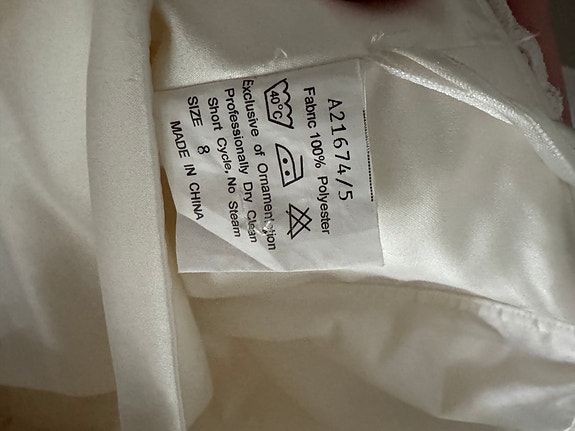 A21674/5
Fabric 100% Polyester
40°C
Exclusive of Ornamentation
Professionally Dry Clean
Short Cycle, No Steam
SIZE 8
MADE IN CHINA